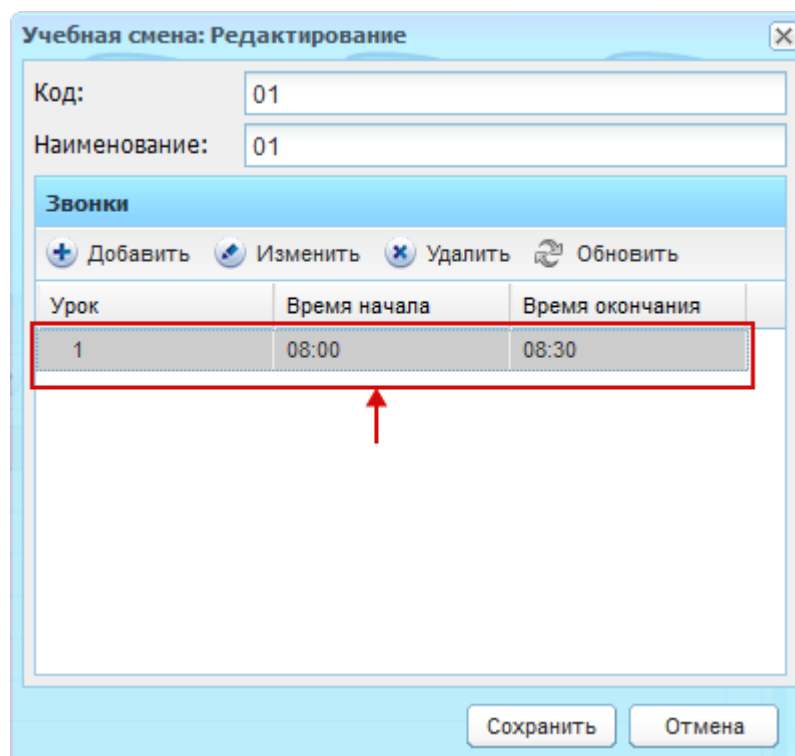 Учебная смена: Редактирование
Код: 01
Наименование: 01
Звонки
Добавить Изменить Удалить Обновить
Урок Время начала Время окончания
1 08:00 08:30
Сохранить Отмена